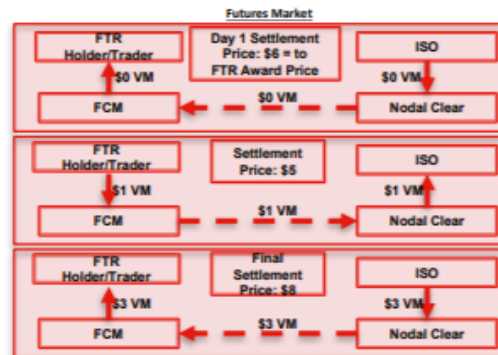 Futures Market
FTR
Holder/Trader
Day 1 Settlement
Price: $6 = to
FTR Award Price
ISO
$0 VM
$0 VM
$0 VM
FCM
Nodal Clear
FTR
Holder/Trader
Settlement
Price: $5
ISO
$1 VM
$1 VM
$1 VM
FCM
Nodal Clear
FTR
Holder/Trader
Final
Settlement
Price: $8
ISO
$3 VM
$3 VM
$3 VM
FCM
Nodal Clear